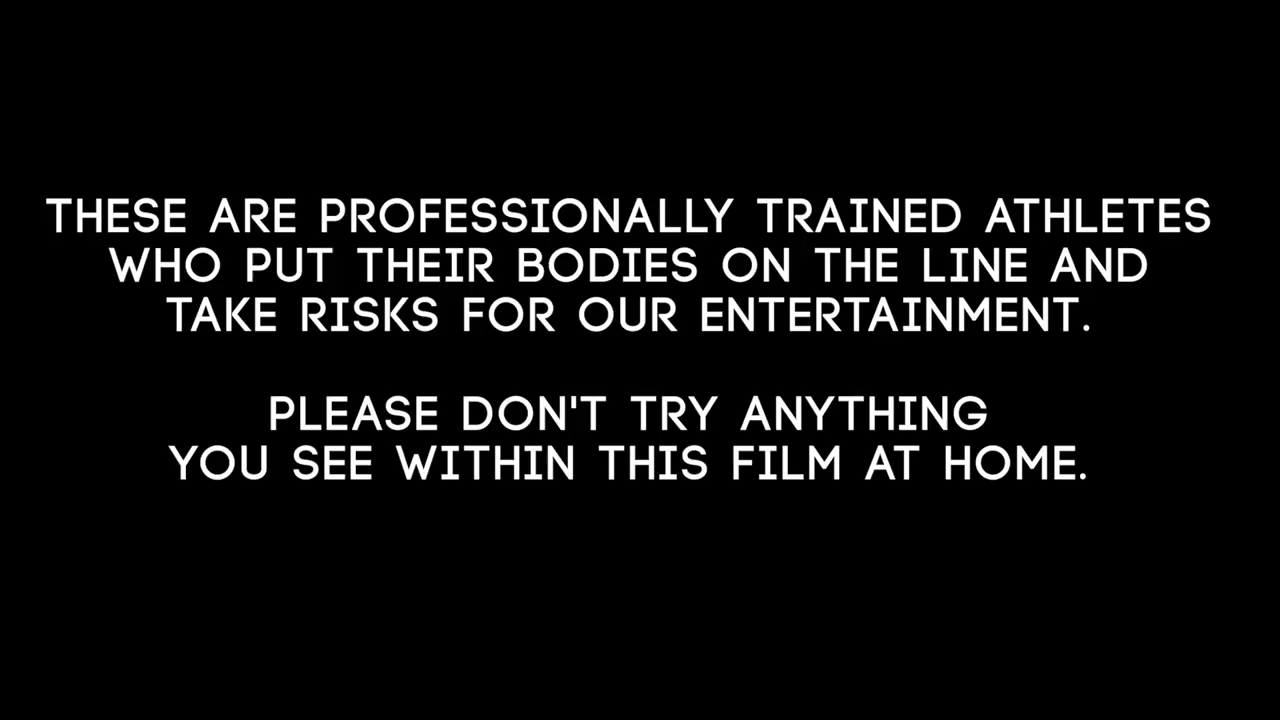 THESE ARE PROFESSIONALLY TRAINED ATHLETES
WHO PUT THEIR BODIES ON THE LINE AND
TAKE RISKS FOR OUR ENTERTAINMENT.
PLEASE DON'T TRY ANYTHING
YOU SEE WITHIN THIS FILM AT HOME.